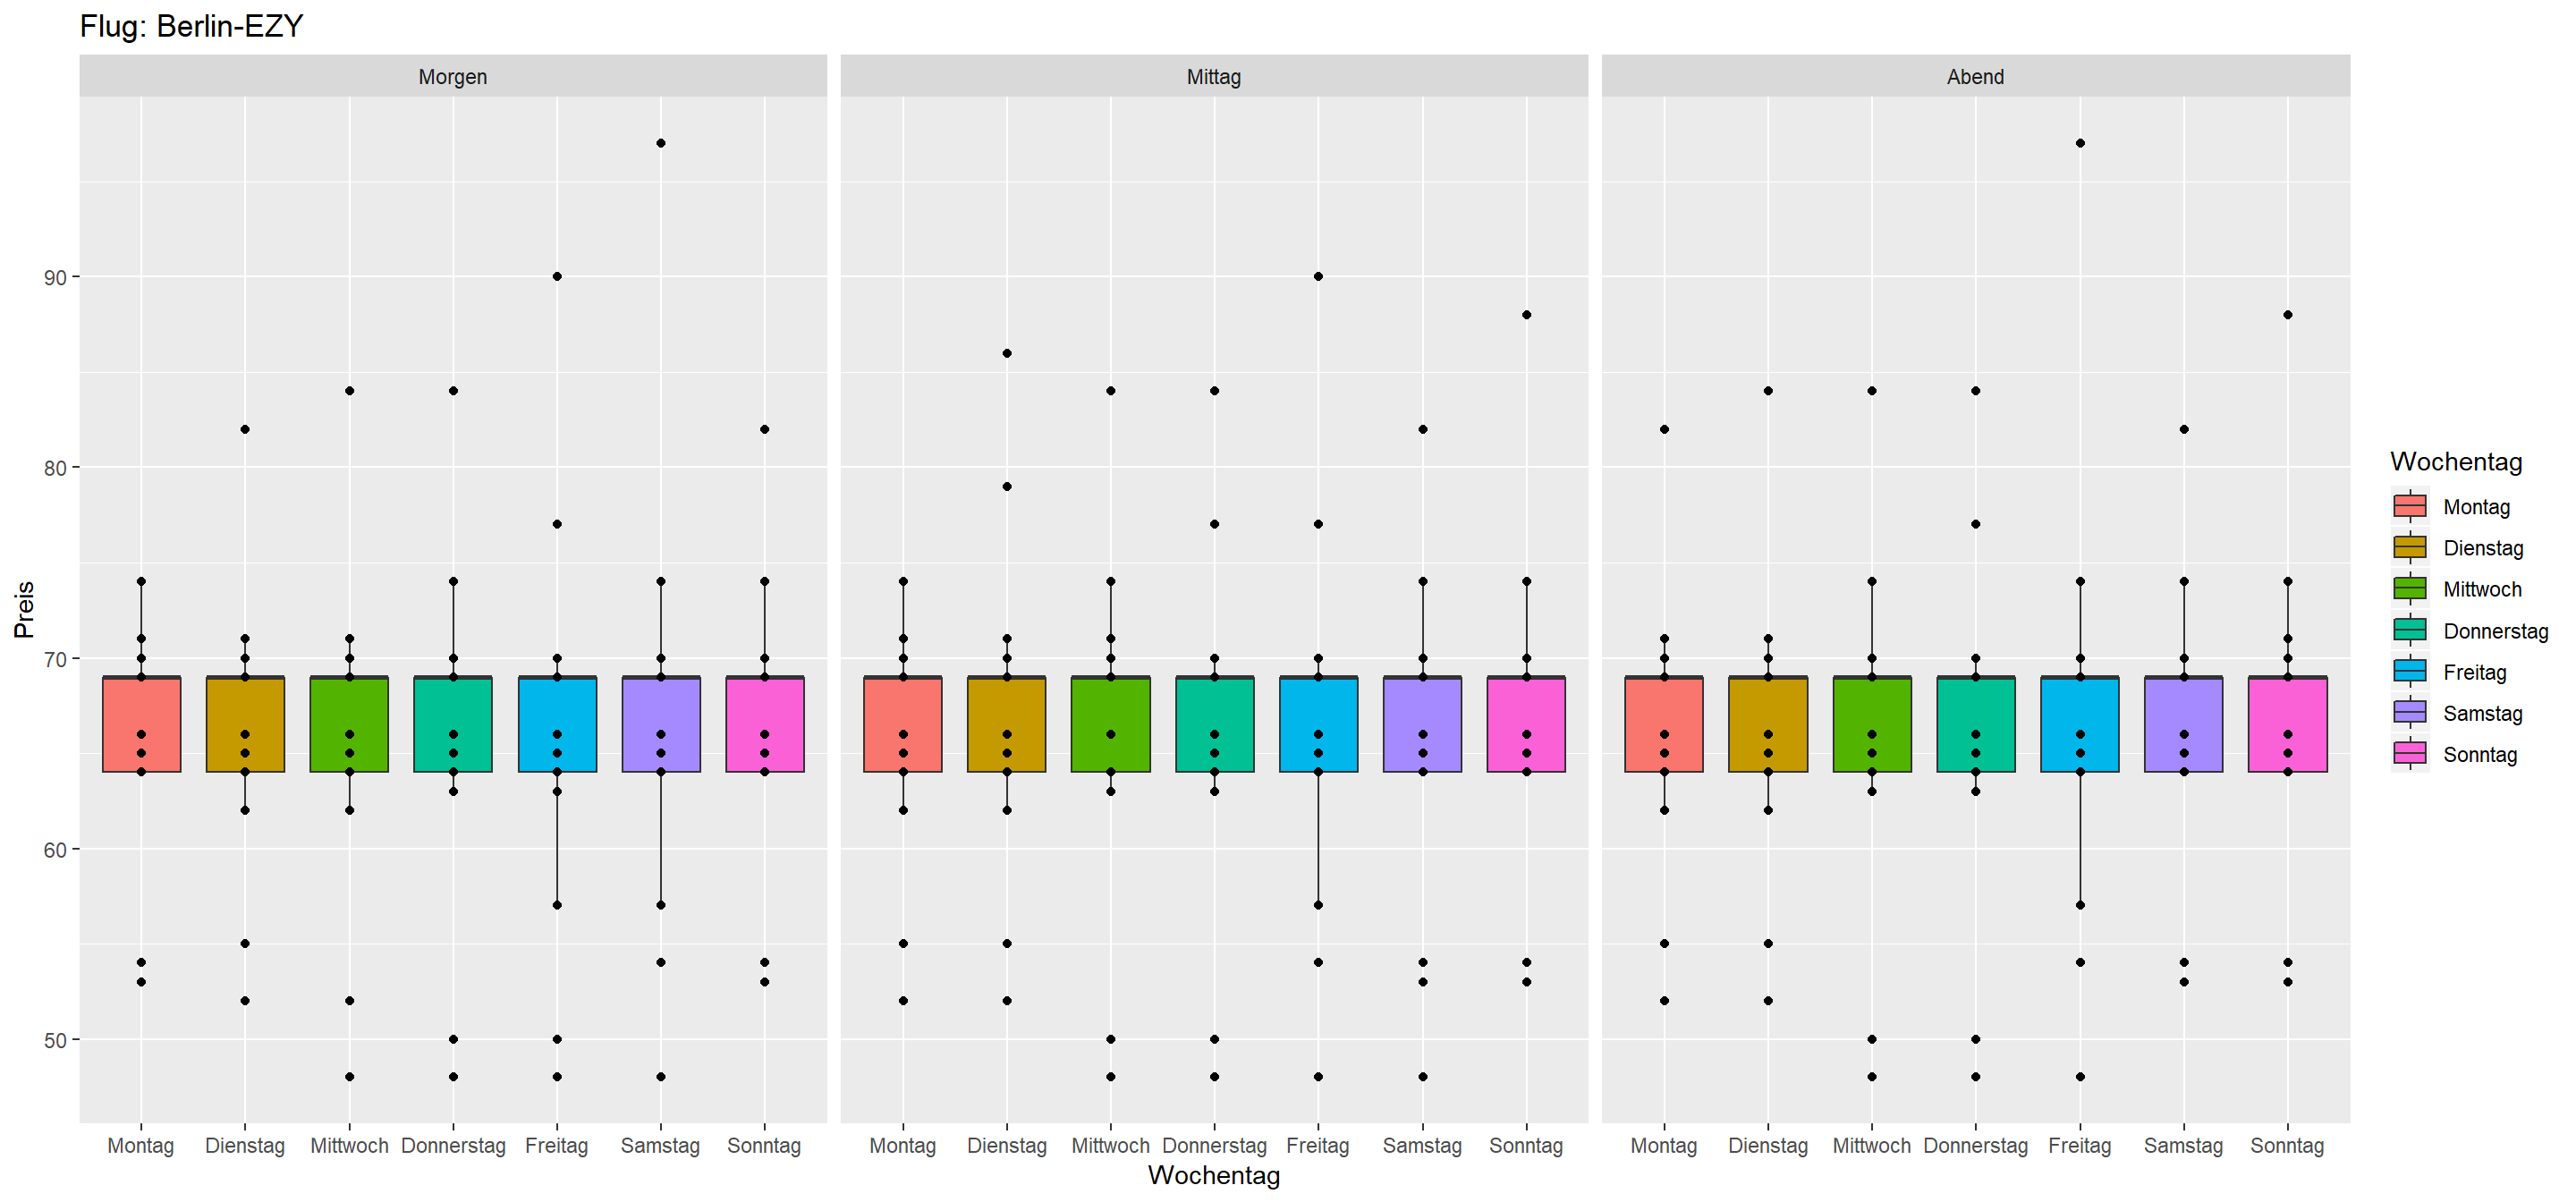 Flug: Berlin-EZY
Morgen
Mittag
Abend
Preis
90
80
70
60
50
Montag Dienstag Mittwoch Donnerstag Freitag Samstag Sonntag
Montag Dienstag Mittwoch Donnerstag Freitag Samstag Sonntag
Montag Dienstag Mittwoch Donnerstag Freitag Samstag Sonntag
Wochentag
Wochentag
Montag
Dienstag
Mittwoch
Donnerstag
Freitag
Samstag
Sonntag